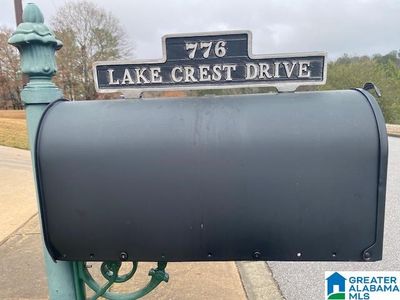 776
LAKE CREST DRIVE
GREATER
ALABAMA
MLS